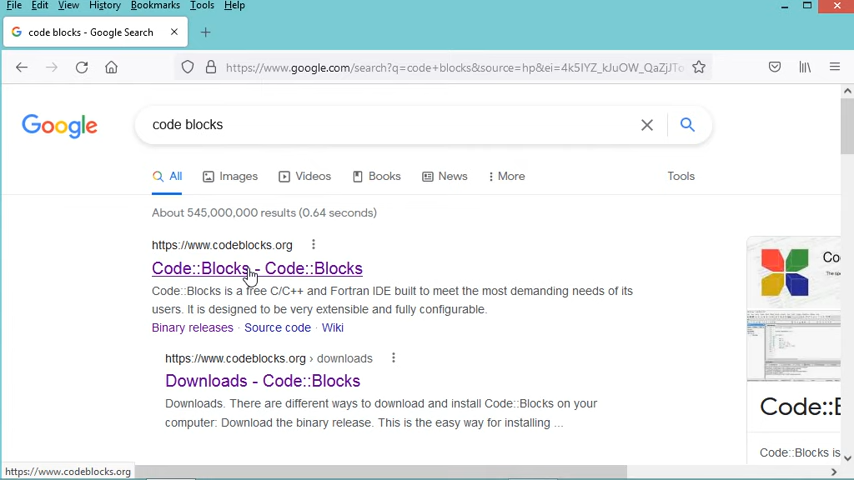 File Edit View History Bookmarks Tools Help
code blocks - Google Search
https://www.google.com/search?q=code+blocks&source=hp&ei=4k5IYZ_kJuOW_QaZjJTo
Google
code blocks
All Images Videos Books News More Tools
About 545,000,000 results (0.64 seconds)
https://www.codeblocks.org
Code::Blocks - Code::Blocks
Code::Blocks is a free C/C++ and Fortran IDE built to meet the most demanding needs of its
users. It is designed to be very extensible and fully configurable.
Binary releases · Source code · Wiki
https://www.codeblocks.org › downloads
Downloads - Code::Blocks
Downloads. There are different ways to download and install Code::Blocks on your
computer: Download the binary release. This is the easy way for installing ...
Code::
Code::Blocks is
https://www.codeblocks.org